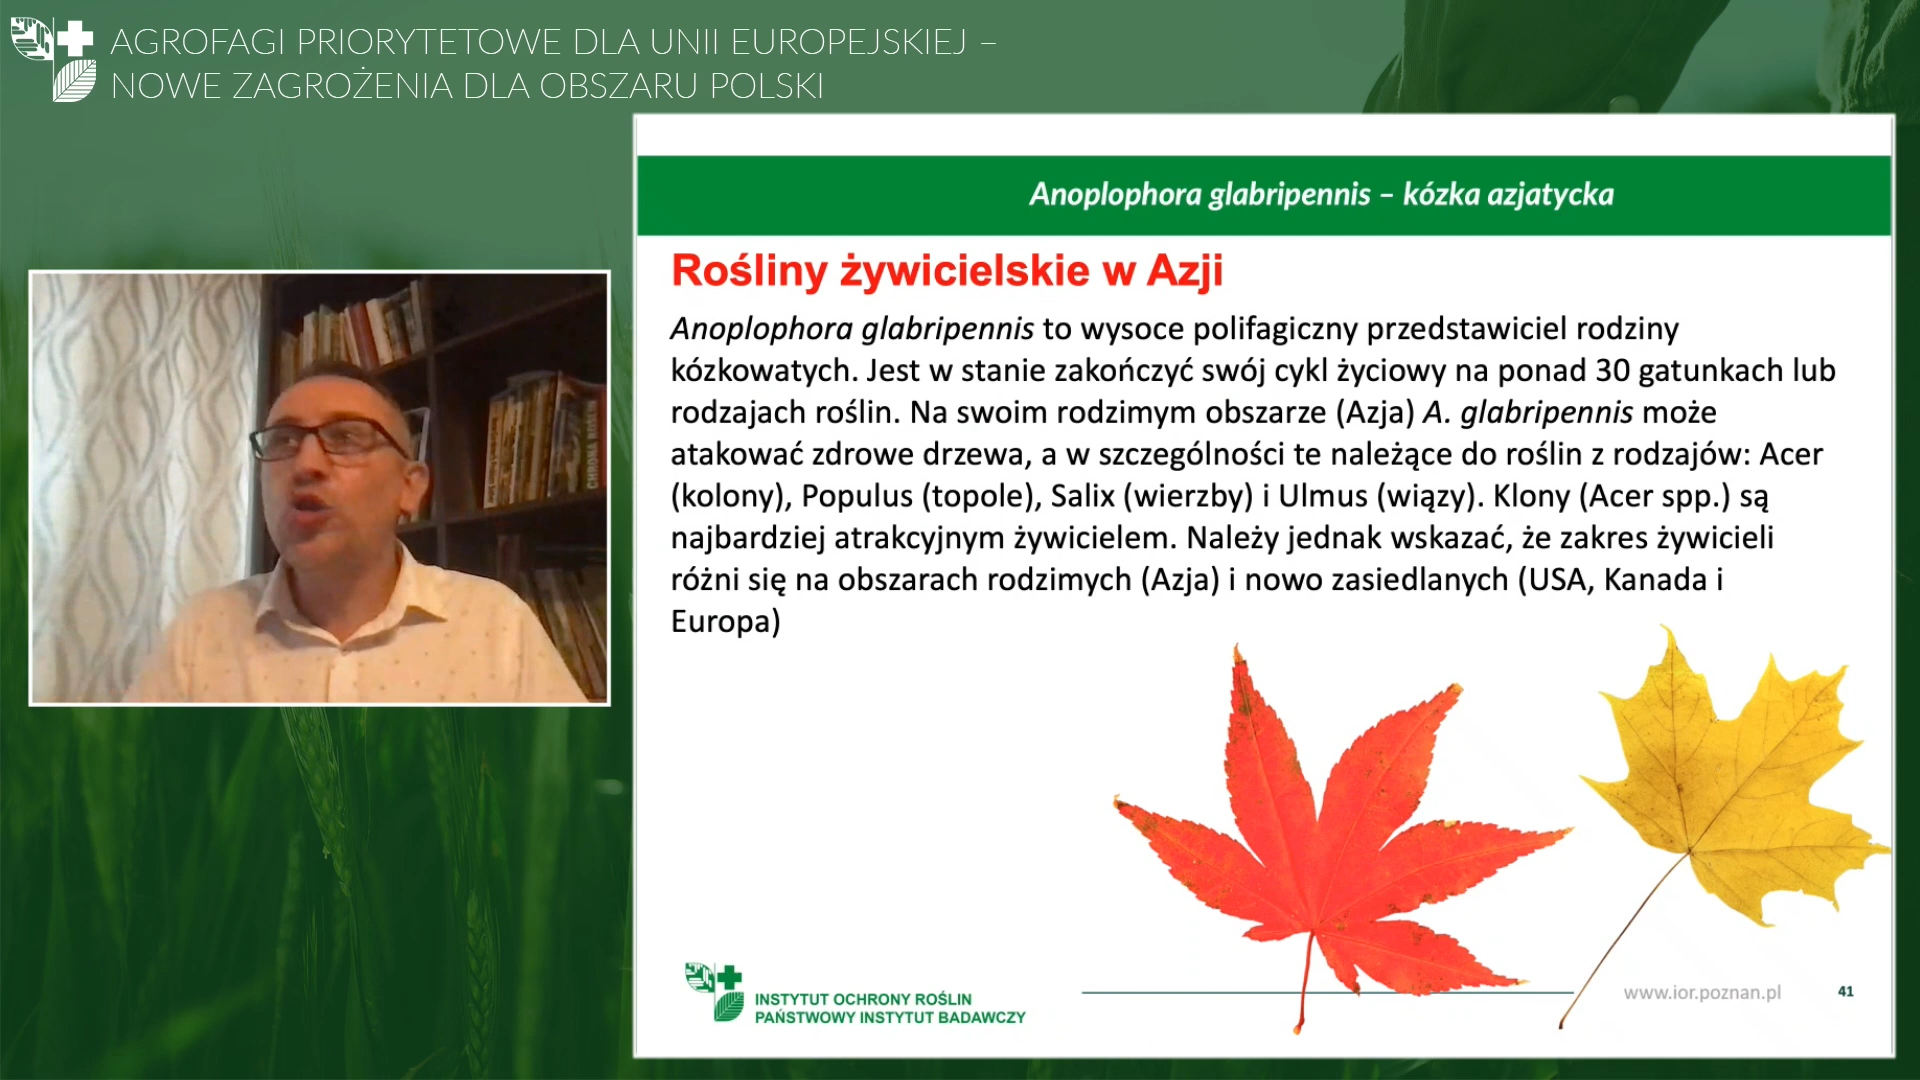 AGROFAGI PRIORYTETOWE DLA UNII EUROPEJSKIEJ –
NOWE ZAGROŻENIA DLA OBSZARU POLSKI
Anoplophora glabripennis – kózka azjatycka
Rośliny żywicielskie w Azji
Anoplophora glabripennis to wysoce polifagiczny przedstawiciel rodziny
kózkowatych. Jest w stanie zakończyć swój cykl życiowy na ponad 30 gatunkach lub
rodzajach roślin. Na swoim rodzimym obszarze (Azja) A. glabripennis może
atakować zdrowe drzewa, a w szczególności te należące do roślin z rodzajów: Acer
(kolony), Populus (topole), Salix (wierzby) i Ulmus (wiązy). Klony (Acer spp.) są
najbardziej atrakcyjnym żywicielem. Należy jednak wskazać, że zakres żywicieli
różni się na obszarach rodzimych (Azja) i nowo zasiedlanych (USA, Kanada i
Europa)
INSTYTUT OCHRONY ROŚLIN
PAŃSTWOWY INSTYTUT BADAWCZY
www.ior.poznan.pl
41